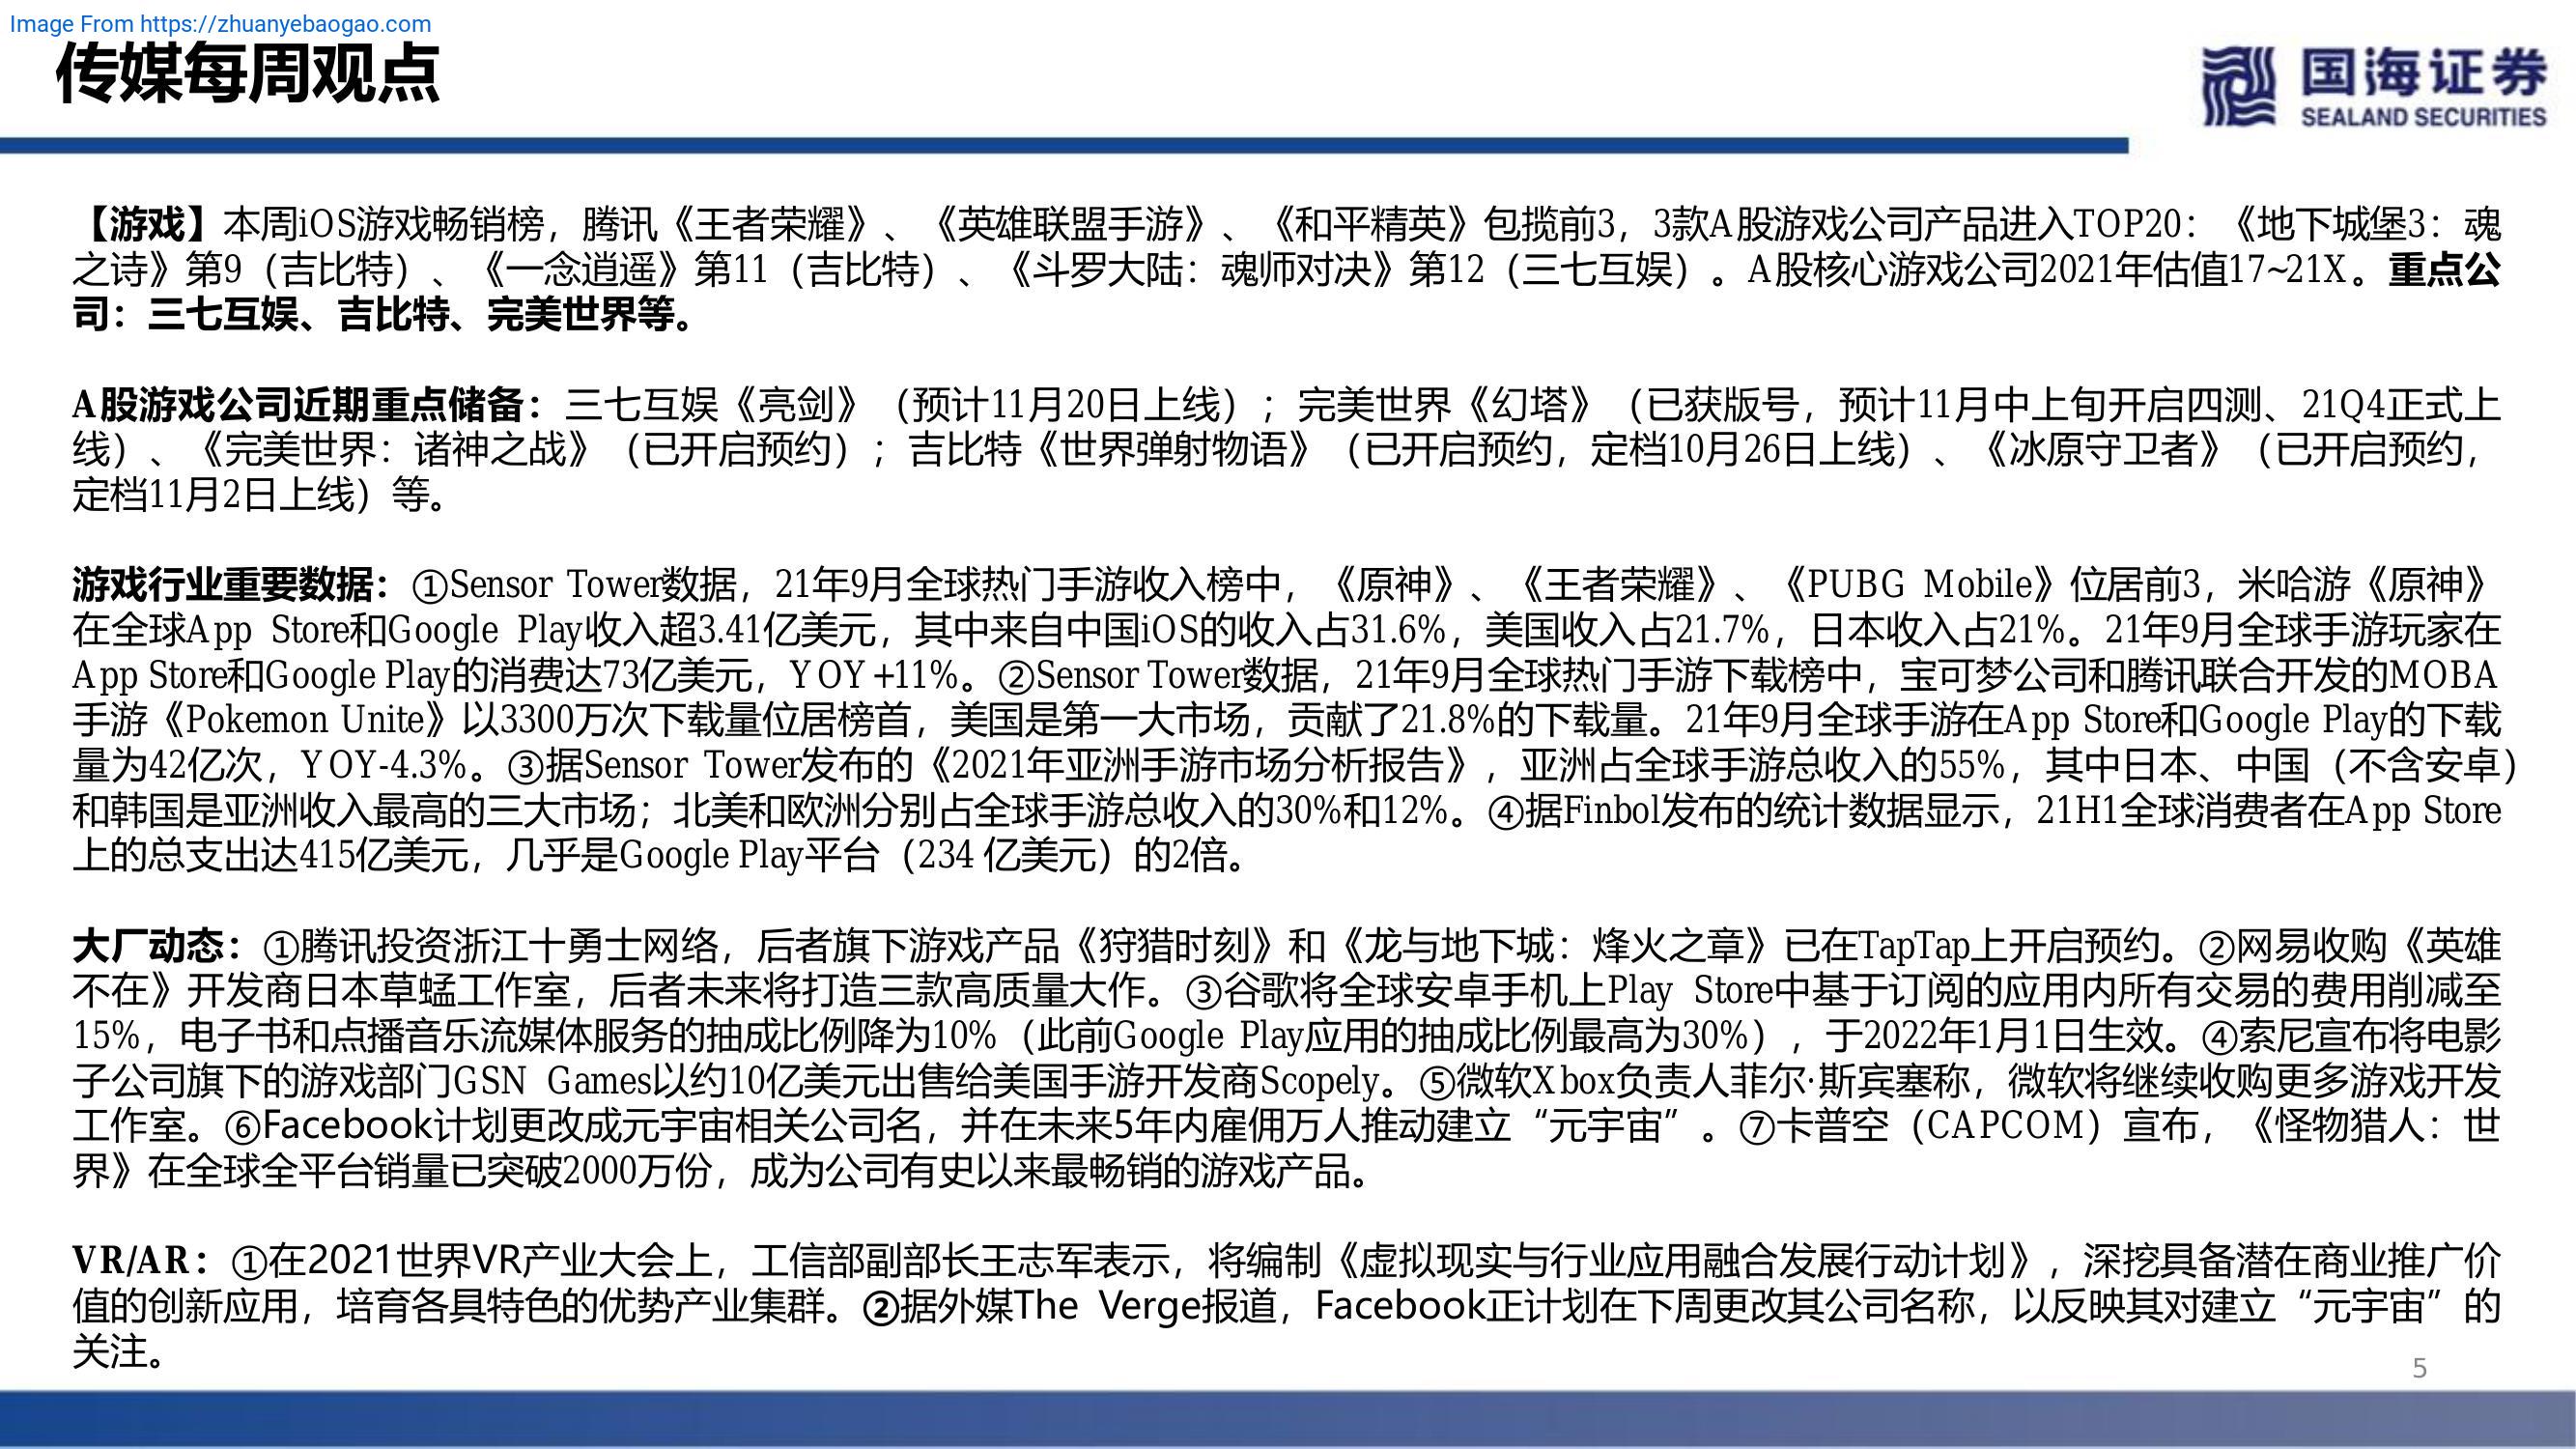 Image From https://zhuanyebaogao.com
传媒每周观点
国海证券
SEALAND SECURITIES
【游戏】本周iOS游戏畅销榜，腾讯《王者荣耀》、《英雄联盟手游》、《和平精英》包揽前3，3款A股游戏公司产品进入TOP20：《地下城堡3：魂
之诗》第9（吉比特）、《一念逍遥》第11（吉比特）、《斗罗大陆：魂师对决》第12（三七互娱）。A股核心游戏公司2021年估值17~21X。重点公
司：三七互娱、吉比特、完美世界等。
A股游戏公司近期重点储备：三七互娱《亮剑》（预计11月20日上线）；完美世界《幻塔》（已获版号，预计11月中上旬开启四测、21Q4正式上
线）、《完美世界：诸神之战》（已开启预约）；吉比特《世界弹射物语》（已开启预约，定档10月26日上线）、《冰原守卫者》（已开启预约，
定档11月2日上线）等。
游戏行业重要数据：①Sensor Tower数据，21年9月全球热门手游收入榜中，《原神》、《王者荣耀》、《PUBG Mobile》位居前3，米哈游《原神》
在全球App Store和Google Play收入超3.41亿美元，其中来自中国iOS的收入占31.6%，美国收入占21.7%，日本收入占21%。21年9月全球手游玩家在
App Store和Google Play的消费达73亿美元，YOY+11%。②Sensor Tower数据，21年9月全球热门手游下载榜中，宝可梦公司和腾讯联合开发的MOBA
手游《Pokemon Unite》以3300万次下载量位居榜首，美国是第一大市场，贡献了21.8%的下载量。21年9月全球手游在App Store和Google Play的下载
量为42亿次，YOY-4.3%。③据Sensor Tower发布的《2021年亚洲手游市场分析报告》，亚洲占全球手游总收入的55%，其中日本、中国（不含安卓）
和韩国是亚洲收入最高的三大市场；北美和欧洲分别占全球手游总收入的30%和12%。④据Finbol发布的统计数据显示，21H1全球消费者在App Store
上的总支出达415亿美元，几乎是Google Play平台（234 亿美元）的2倍。
大厂动态：①腾讯投资浙江十勇士网络，后者旗下游戏产品《狩猎时刻》和《龙与地下城：烽火之章》已在TapTap上开启预约。②网易收购《英雄
不在》开发商日本草蜢工作室，后者未来将打造三款高质量大作。③谷歌将全球安卓手机上Play Store中基于订阅的应用内所有交易的费用削减至
15%，电子书和点播音乐流媒体服务的抽成比例降为10%（此前Google Play应用的抽成比例最高为30%），于2022年1月1日生效。④索尼宣布将电影
子公司旗下的游戏部门GSN Games以约10亿美元出售给美国手游开发商Scopely。⑤微软Xbox负责人菲尔·斯宾塞称，微软将继续收购更多游戏开发
工作室。⑥Facebook计划更改成元宇宙相关公司名，并在未来5年内雇佣万人推动建立“元宇宙”。⑦卡普空（CAPCOM）宣布，《怪物猎人：世
界》在全球全平台销量已突破2000万份，成为公司有史以来最畅销的游戏产品。
VR/AR：①在2021世界VR产业大会上，工信部副部长王志军表示，将编制《虚拟现实与行业应用融合发展行动计划》，深挖具备潜在商业推广价
值的创新应用，培育各具特色的优势产业集群。②据外媒The Verge报道，Facebook正计划在下周更改其公司名称，以反映其对建立“元宇宙”的
关注。
5